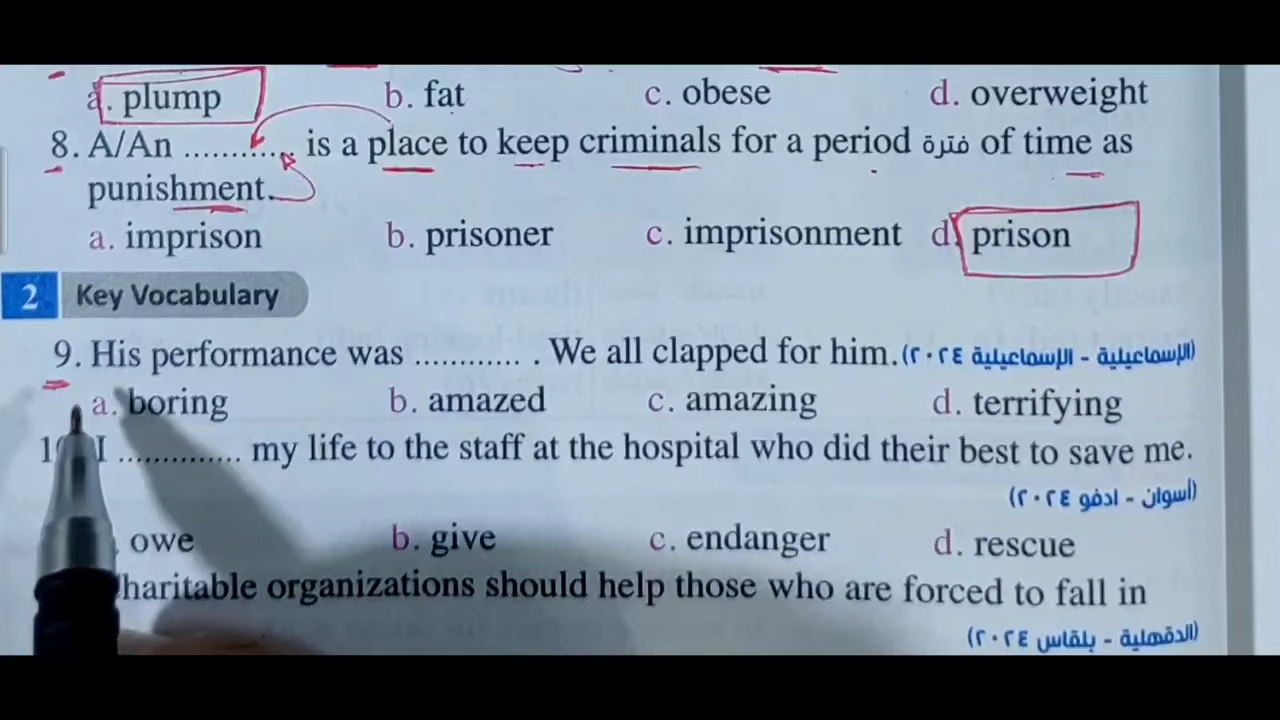 a. plump b. fat c. obese d. overweight
8. A/An ............ is a place to keep criminals for a period فترة of time as
punishment.
a. imprison b. prisoner c. imprisonment d. prison
2 Key Vocabulary
9. His performance was ............ . We all clapped for him. (الإسماعيلية - الإسماعيلية ٢٠٢٤)
a. boring b. amazed c. amazing d. terrifying
I .............. my life to the staff at the hospital who did their best to save me.
(أسوان - ادفو ٢٠٢٤)
owe b. give c. endanger d. rescue
haritable organizations should help those who are forced to fall in
(الدقهلية - بلقاس ٢٠٢٤)